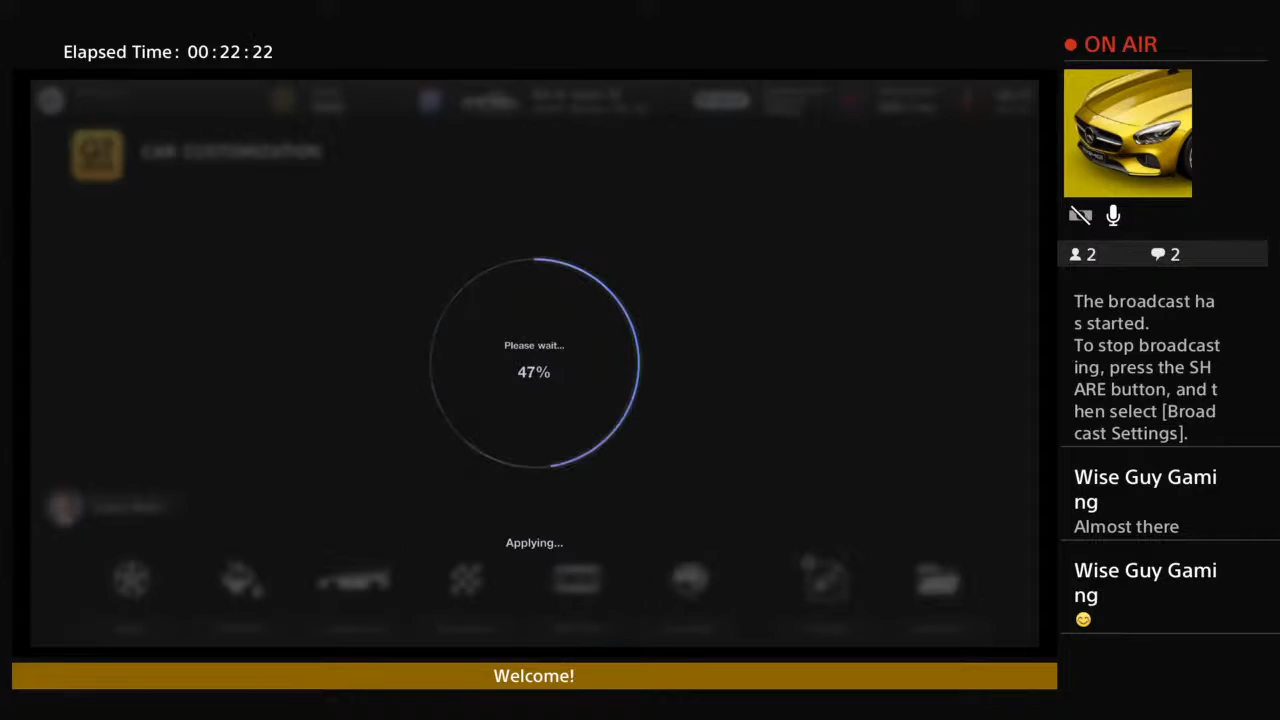 Elapsed Time: 00:22:22
ON AIR
CAR CUSTOMIZATION
2
2
Please wait...
47%
Applying...
The broadcast ha
s started.
To stop broadcast
ing, press the SH
ARE button, and t
hen select [Broad
cast Settings].
Wise Guy Gami
ng
Almost there
Wise Guy Gami
ng
😊
Welcome!